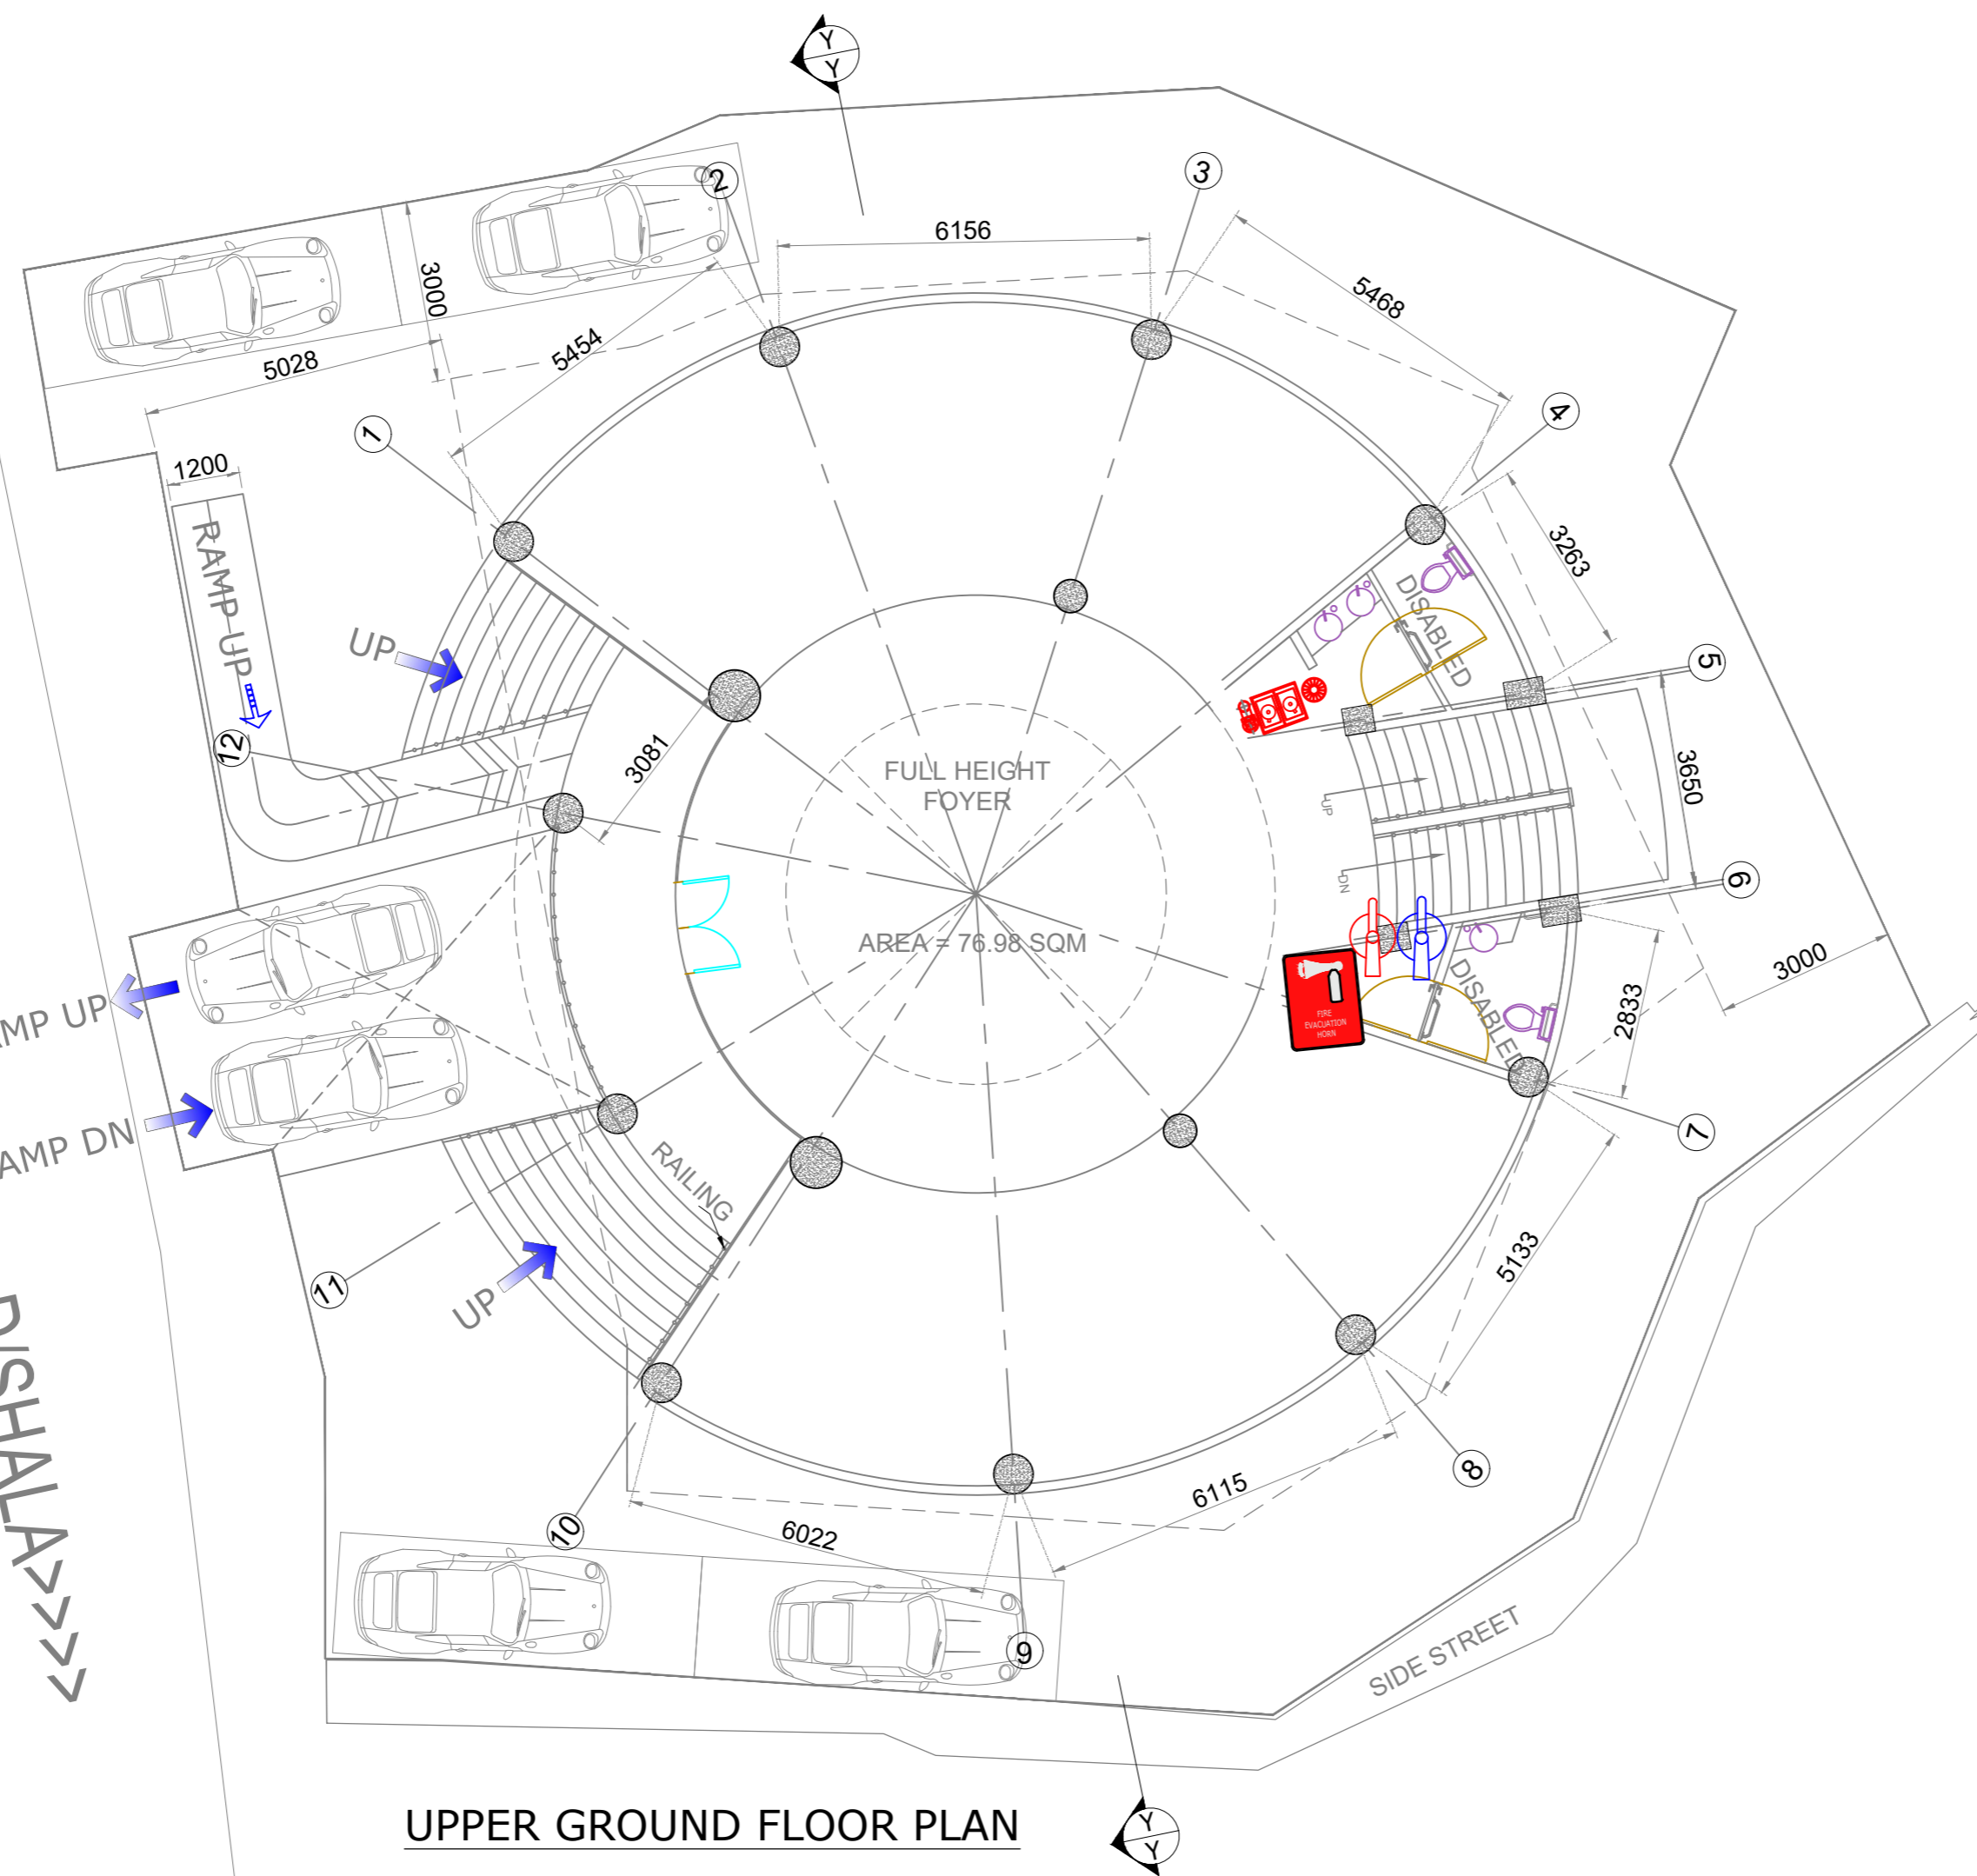 Y
Y
2
3
6156
3000
5468
5454
5028
4
1
1200
RAMP UP
3263
DISABLED
UP
5
12
3081
3650
FULL HEIGHT
FOYER
UP
DN
6
AREA = 76.98 SQM
3000
DISABLED
2833
FIRE
EVACUATION
HORN
MP UP
AMP DN
7
RAILING
UP
11
5133
8
6115
10
6022
9
SIDE STREET
DISHALA>>>>
UPPER GROUND FLOOR PLAN
Y
Y